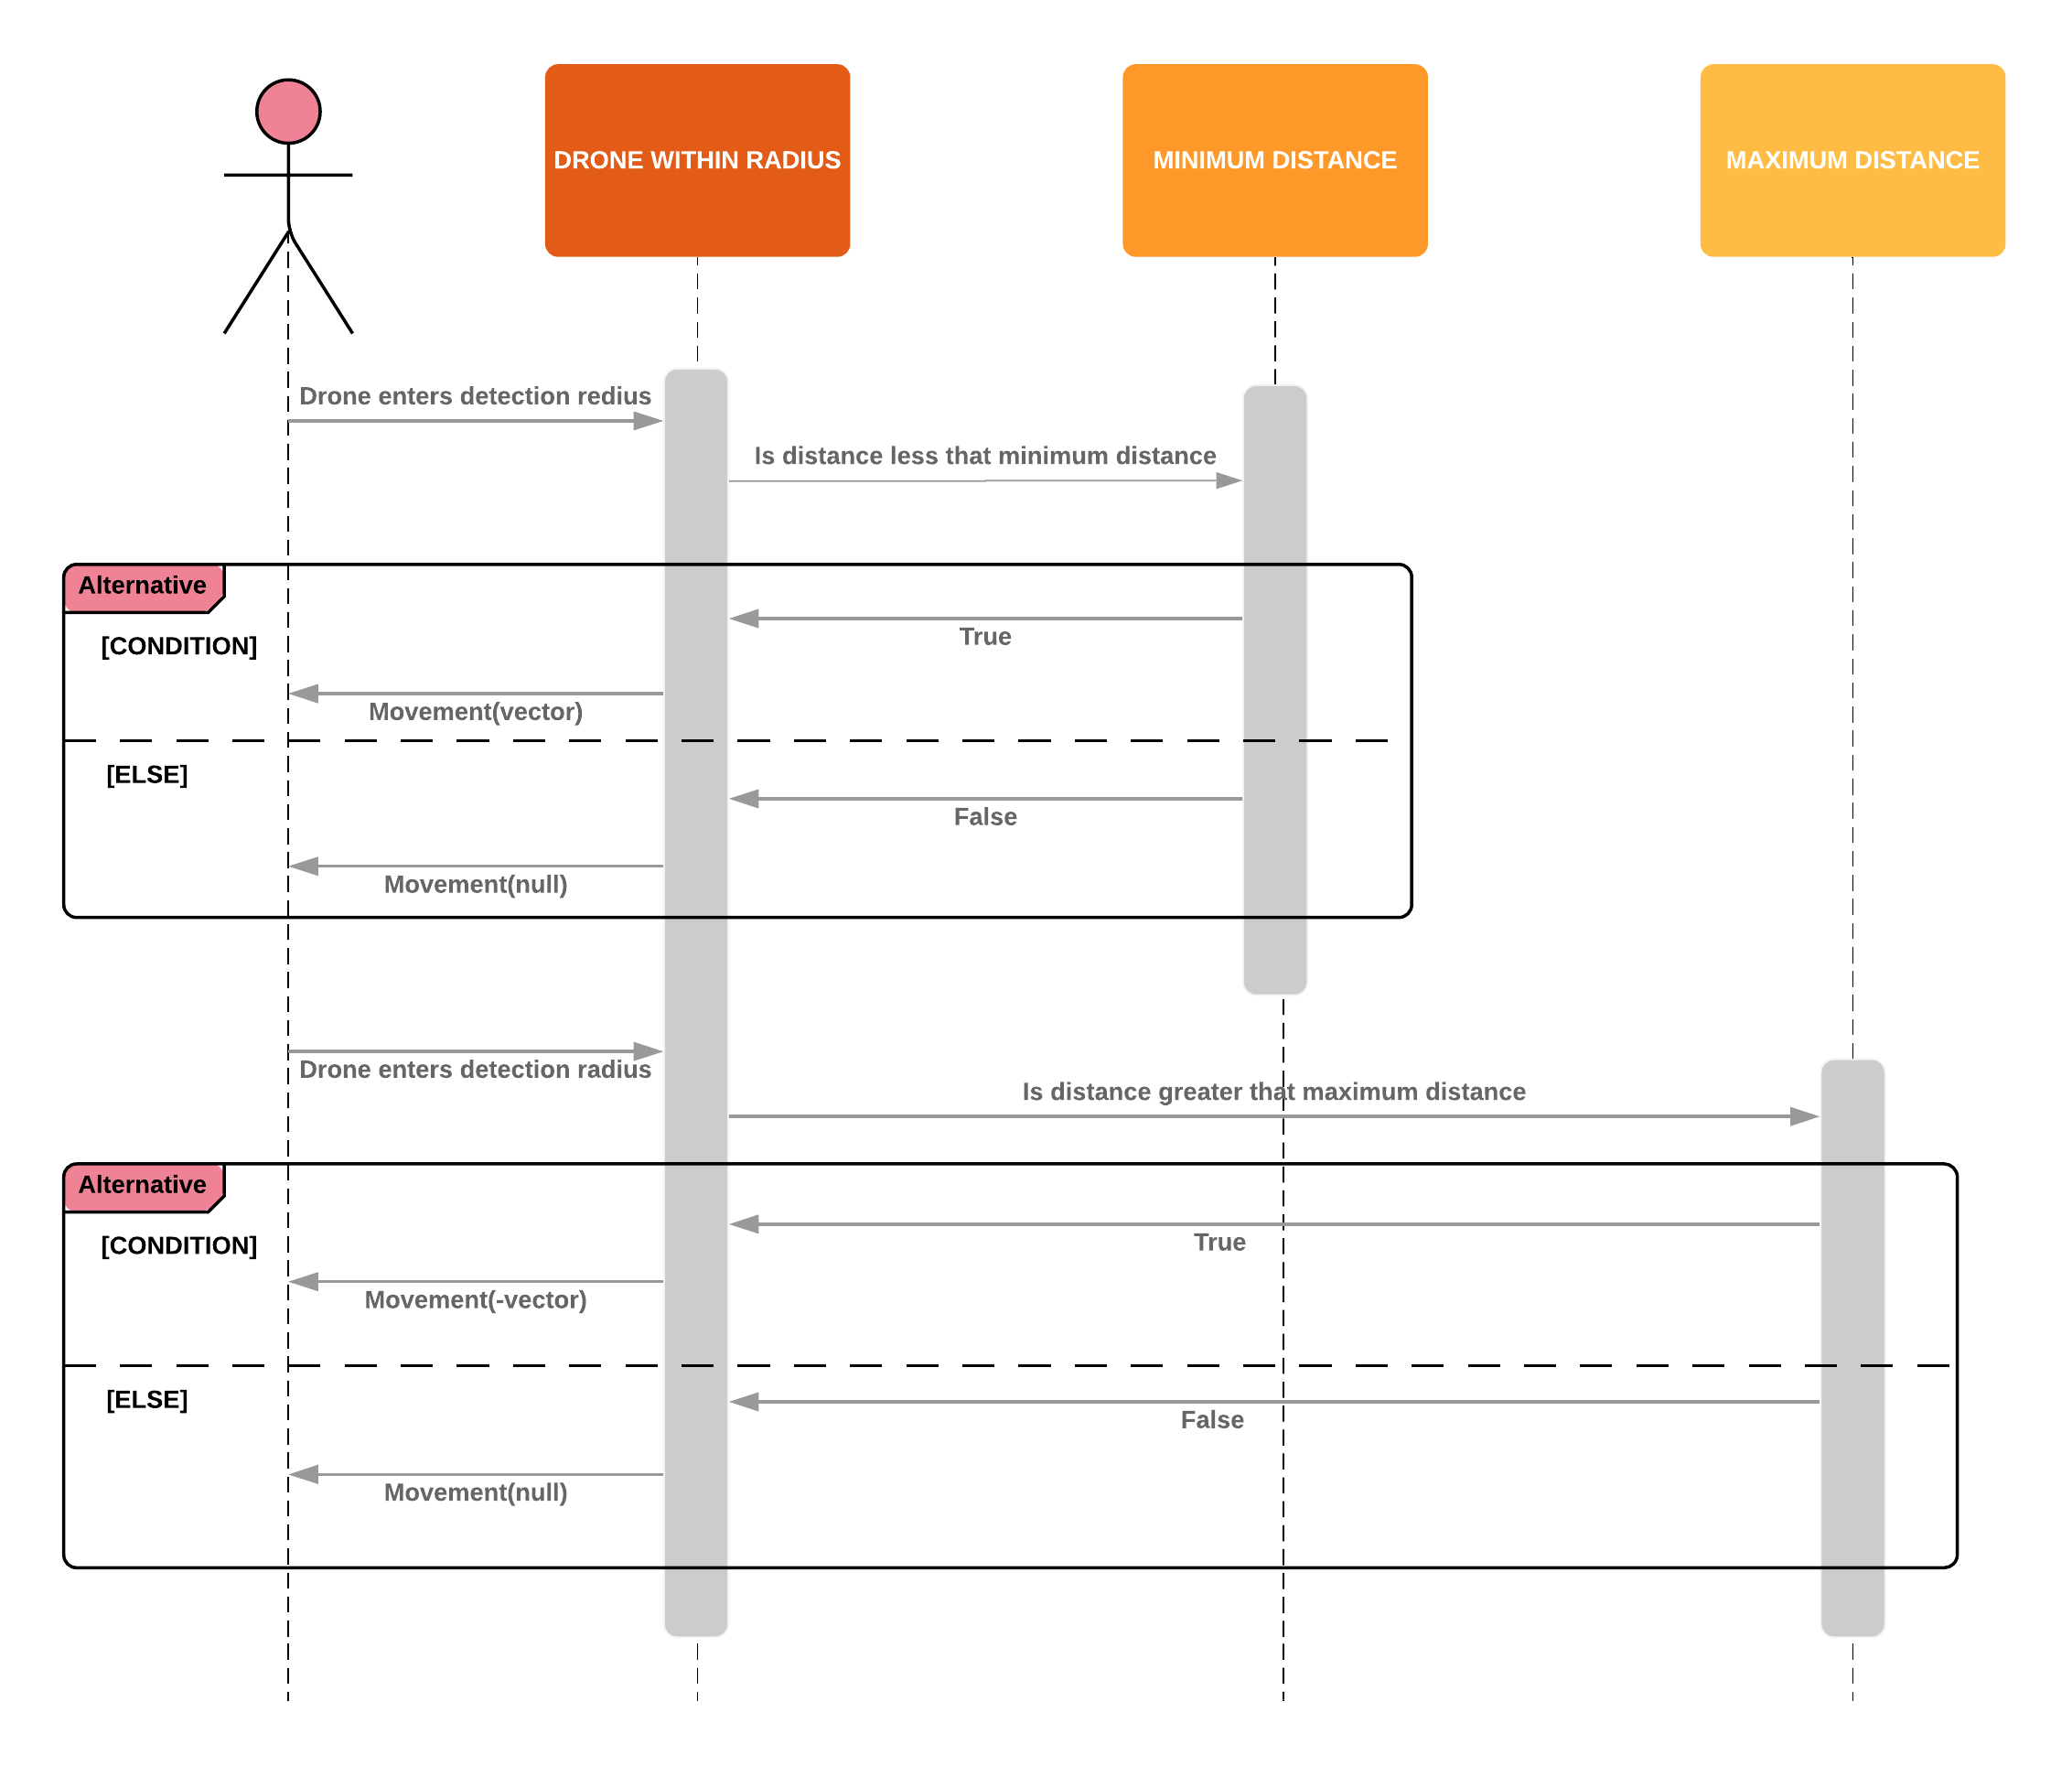 DRONE WITHIN RADIUS
MINIMUM DISTANCE
MAXIMUM DISTANCE
Drone enters detection redius
Is distance less that minimum distance
Alternative
True
[CONDITION]
Movement(vector)
[ELSE]
False
Movement(null)
Drone enters detection radius
Is distance greater that maximum distance
Alternative
True
[CONDITION]
Movement(-vector)
[ELSE]
False
Movement(null)